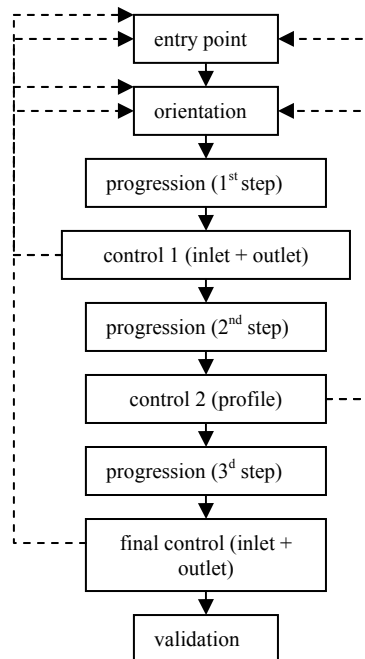 entry point
orientation
progression (1st step)
control 1 (inlet + outlet)
progression (2nd step)
control 2 (profile)
progression (3d step)
final control (inlet +
outlet)
validation